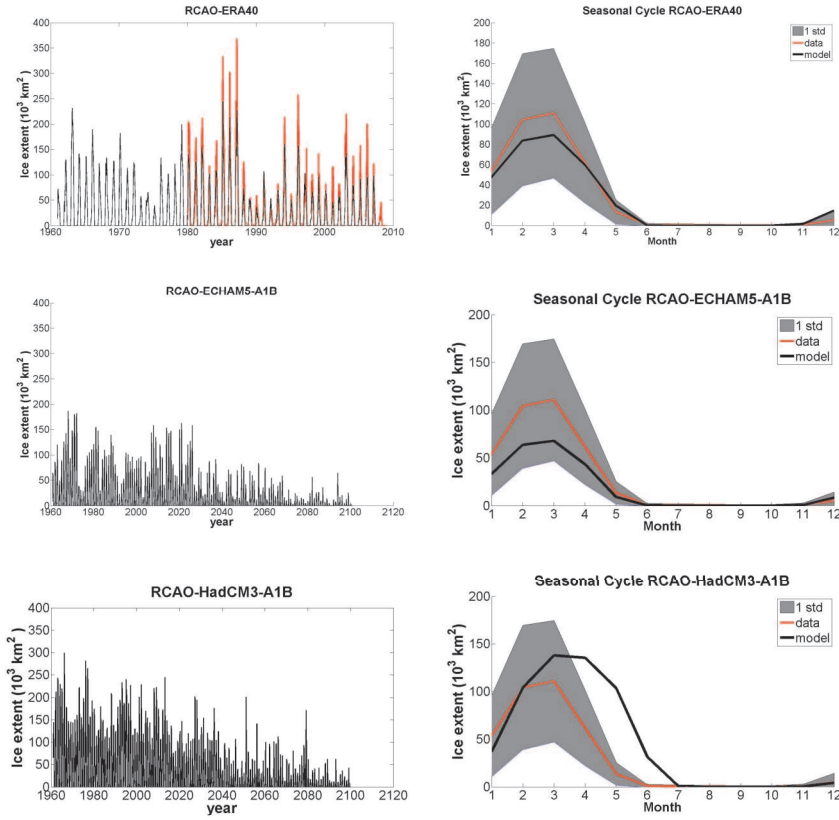 RCAO-ERA40
Ice extent (10³ km²)
400
350
300
250
200
150
100
50
0
1960 1970 1980 1990 2000 2010
year
Seasonal Cycle RCAO-ERA40
1 std
data
model
Ice extent (10³ km²)
200
180
160
140
120
100
80
60
40
20
0
1 2 3 4 5 6 7 8 9 10 11 12
Month
RCAO-ECHAM5-A1B
Ice extent (10³ km²)
400
350
300
250
200
150
100
50
0
1960 1980 2000 2020 2040 2060 2080 2100 2120
year
Seasonal Cycle RCAO-ECHAM5-A1B
1 std
data
model
Ice extent (10³ km²)
200
150
100
50
0
1 2 3 4 5 6 7 8 9 10 11 12
Month
RCAO-HadCM3-A1B
Ice extent (10³ km²)
400
350
300
250
200
150
100
50
0
1960 1980 2000 2020 2040 2060 2080 2100 2120
year
Seasonal Cycle RCAO-HadCM3-A1B
1 std
data
model
Ice extent (10³ km²)
200
150
100
50
0
1 2 3 4 5 6 7 8 9 10 11 12
Month